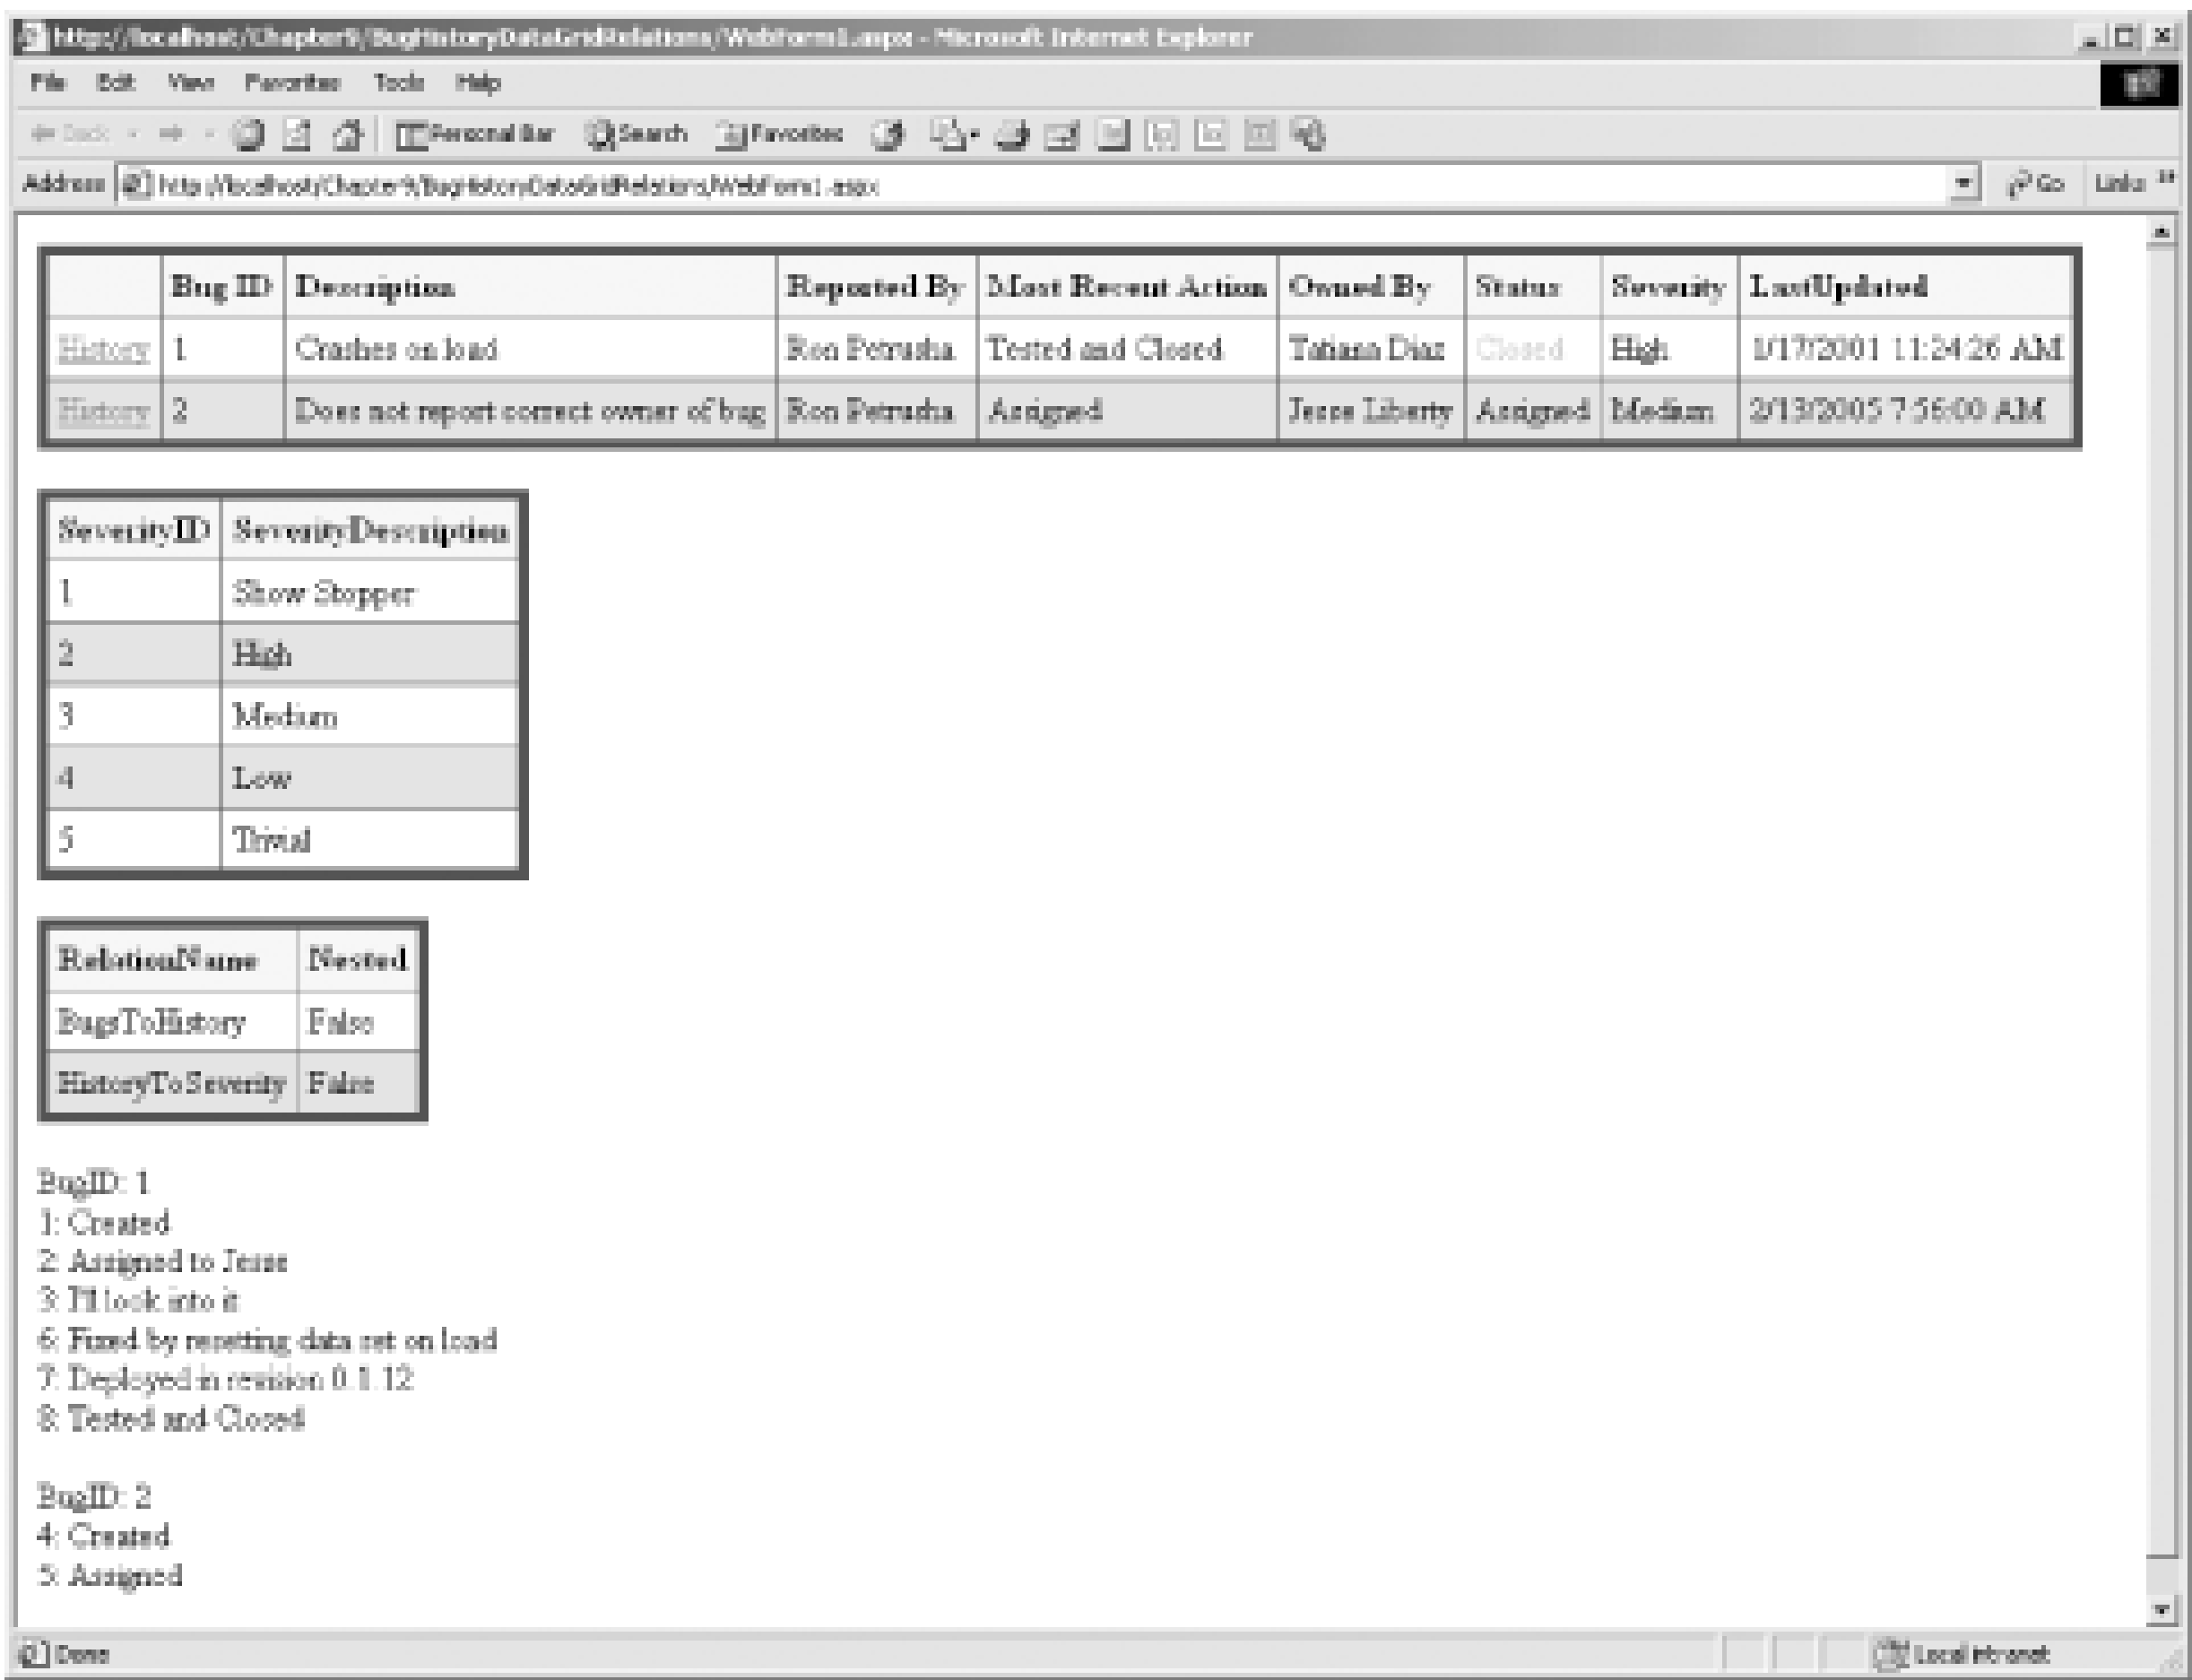 http://localhost/Chapter9/BugHistoryDataGridRelations/WebForm1.aspx - Microsoft Internet Explorer
File Edit View Favorites Tools Help
Back Personal Bar Search Favorites
Address http://localhost/Chapter9/BugHistoryDataGridRelations/WebForm1.aspx Go Links »
Bug ID Description Reported By Most Recent Action Owned By Status Severity LastUpdated
History 1 Crashes on load Ron Petrusha Tested and Closed Tatiana Diaz Closed High 1/17/2001 11:24:26 AM
History 2 Does not report correct owner of bug Ron Petrusha Assigned Jesse Liberty Assigned Medium 2/13/2005 7:56:00 AM
SeverityID SeverityDescription
1 Show Stopper
2 High
3 Medium
4 Low
5 Trivial
RelationName Nested
BugsToHistory False
HistoryToSeverity False
BugID: 1
1: Created
2: Assigned to Jesse
3: I'll look into it
6: Fixed by resetting data set on load
7: Deployed in revision 0.1.12
8: Tested and Closed
BugID: 2
4: Created
5: Assigned
Done Local intranet